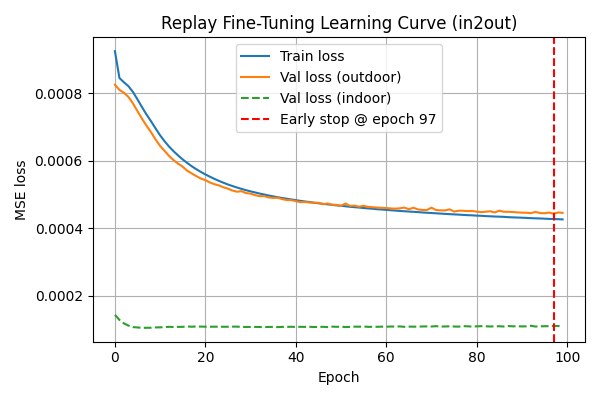 Replay Fine-Tuning Learning Curve (in2out)
Train loss
Val loss (outdoor)
Val loss (indoor)
Early stop @ epoch 97
MSE loss
0.0008
0.0006
0.0004
0.0002
0 20 40 60 80 100
Epoch